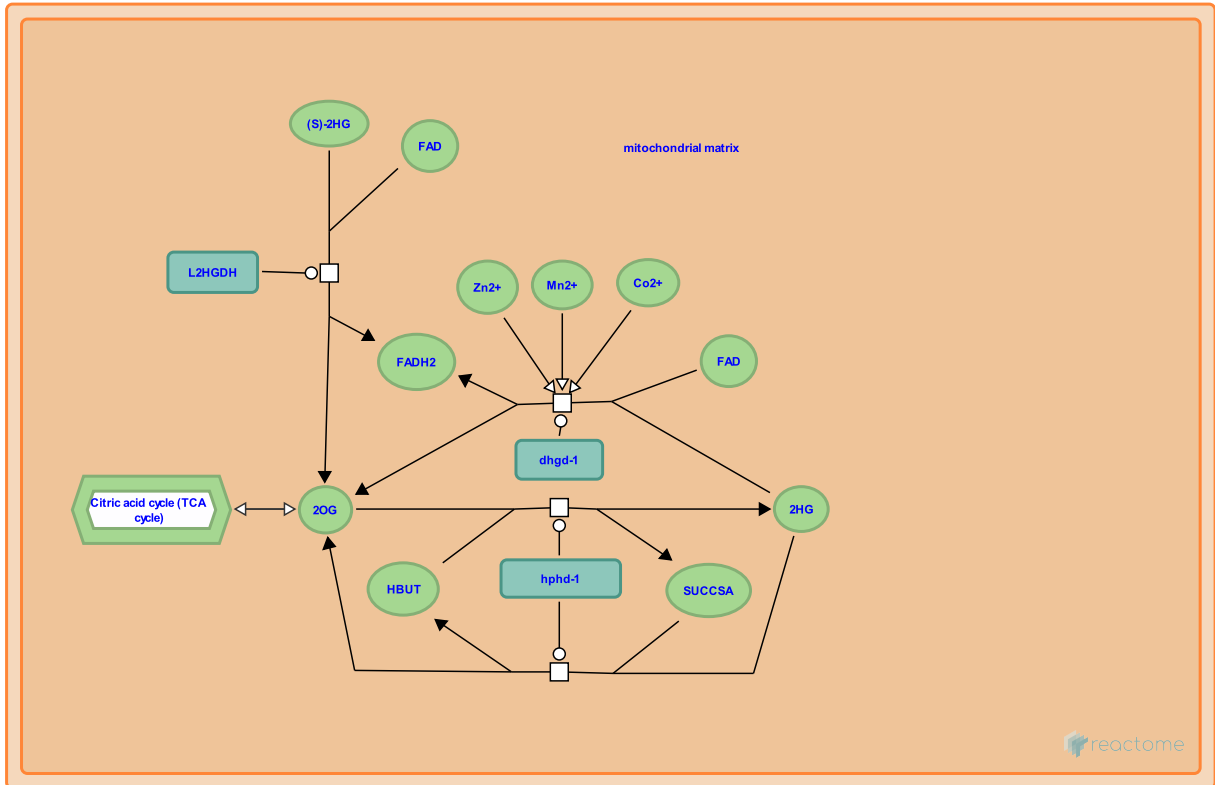 (S)-2HG
FAD
mitochondrial matrix
L2HGDH
Zn2+
Mn2+
Co2+
FADH2
FAD
dhgd-1
Citric acid cycle (TCA
cycle)
2OG
2HG
HBUT
hphd-1
SUCCSA
reactome